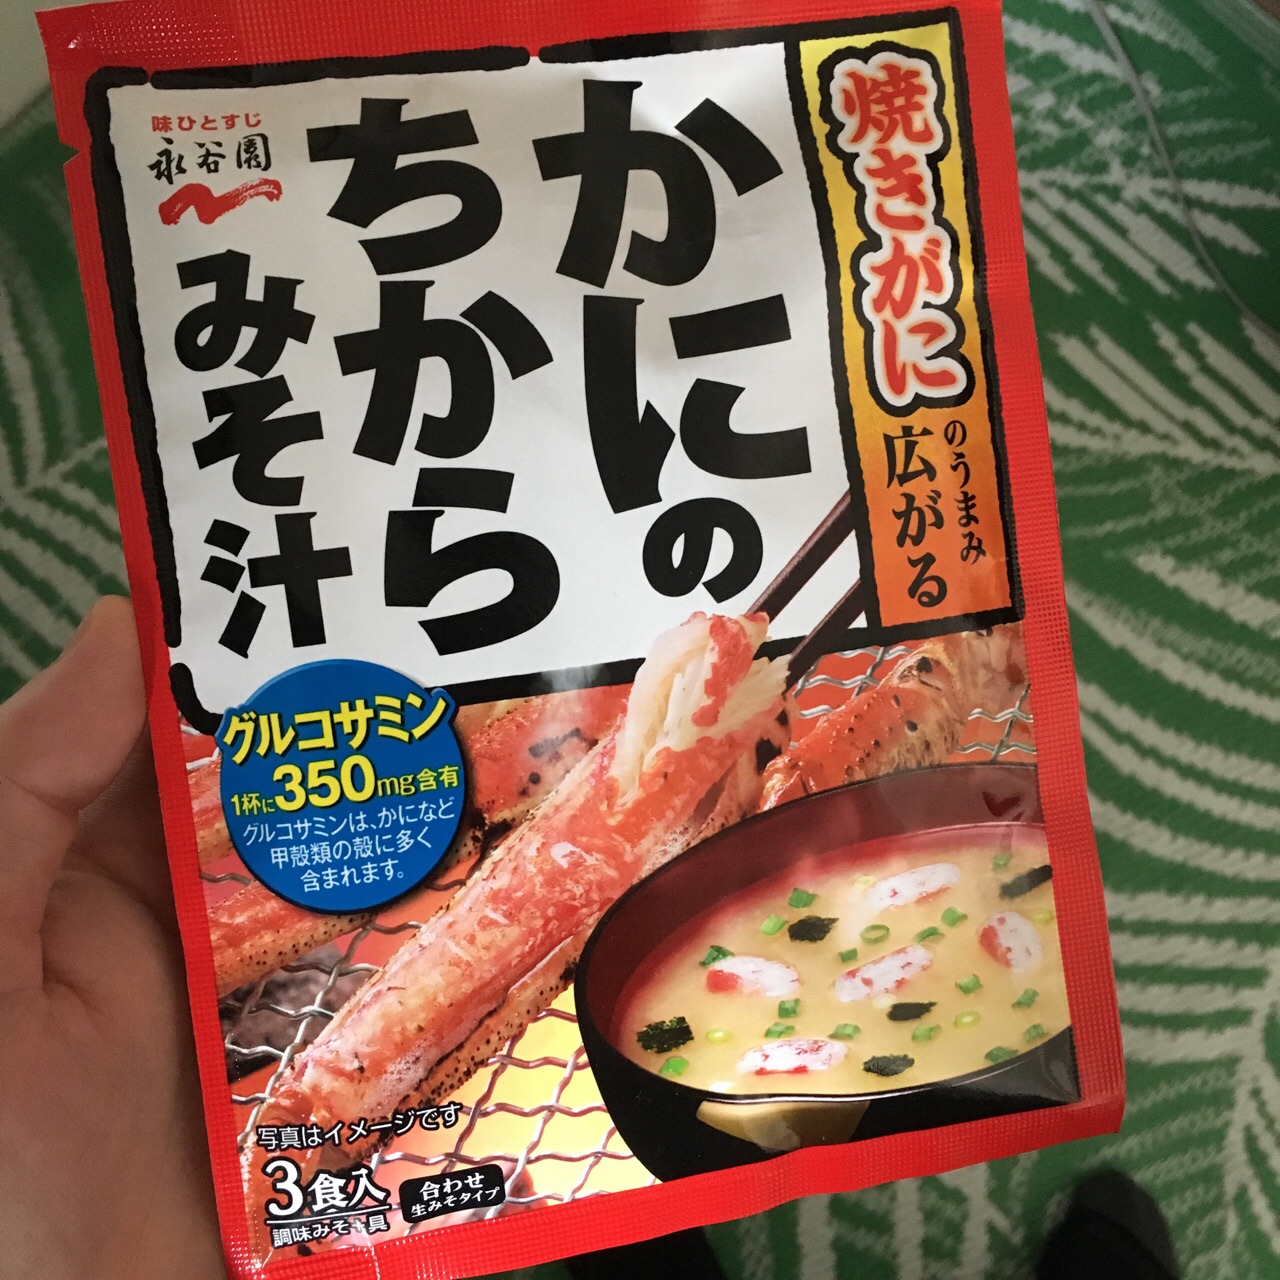 焼きがに
のうまみ
広がる
かにの
ちから
みそ汁
味ひとすじ
永谷園
グルコサミン
1杯に350mg含有
グルコサミンは、かになど
甲殻類の殻に多く
含まれます。
写真はイメージです
3食入
調味みそ+具
合わせ
生みそタイプ